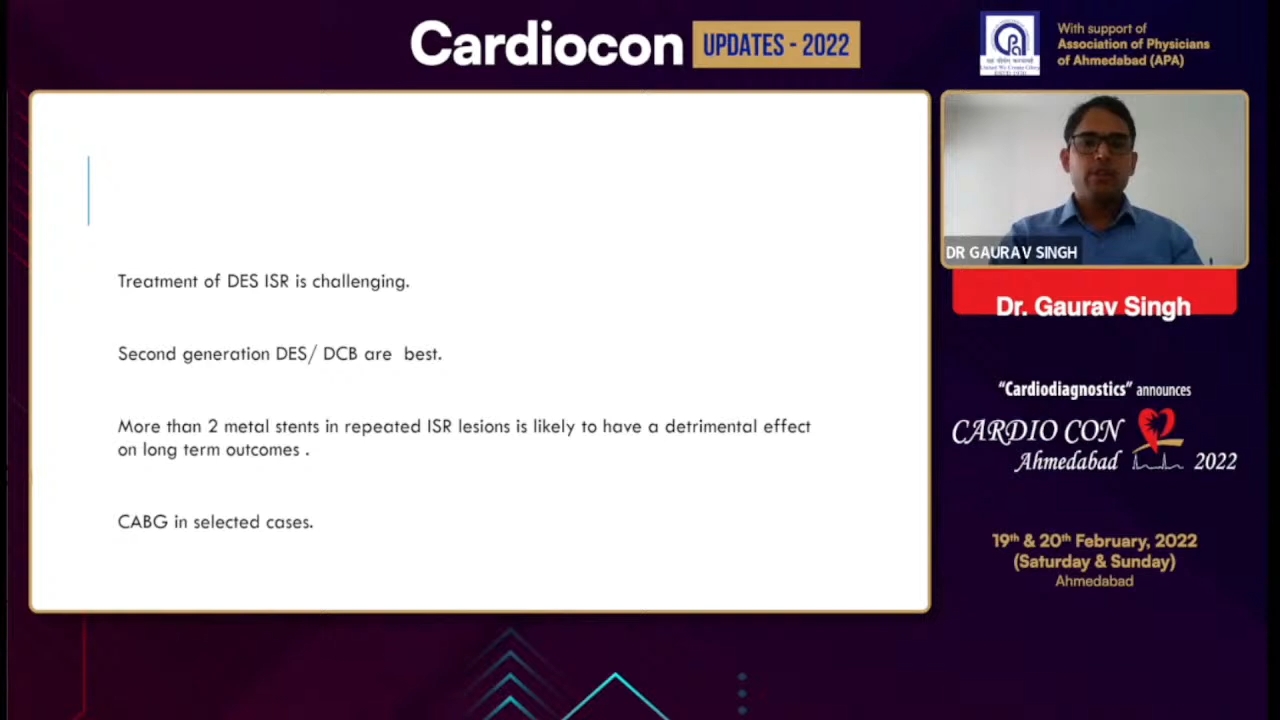 Cardiocon
UPDATES - 2022
With support of
Association of Physicians
of Ahmedabad (APA)
Treatment of DES ISR is challenging.
Second generation DES/ DCB are best.
More than 2 metal stents in repeated ISR lesions is likely to have a detrimental effect
on long term outcomes .
CABG in selected cases.
DR GAURAV SINGH
Dr. Gaurav Singh
“Cardiodiagnostics” announces
CARDIO CON
Ahmedabad 2022
19th & 20th February, 2022
(Saturday & Sunday)
Ahmedabad